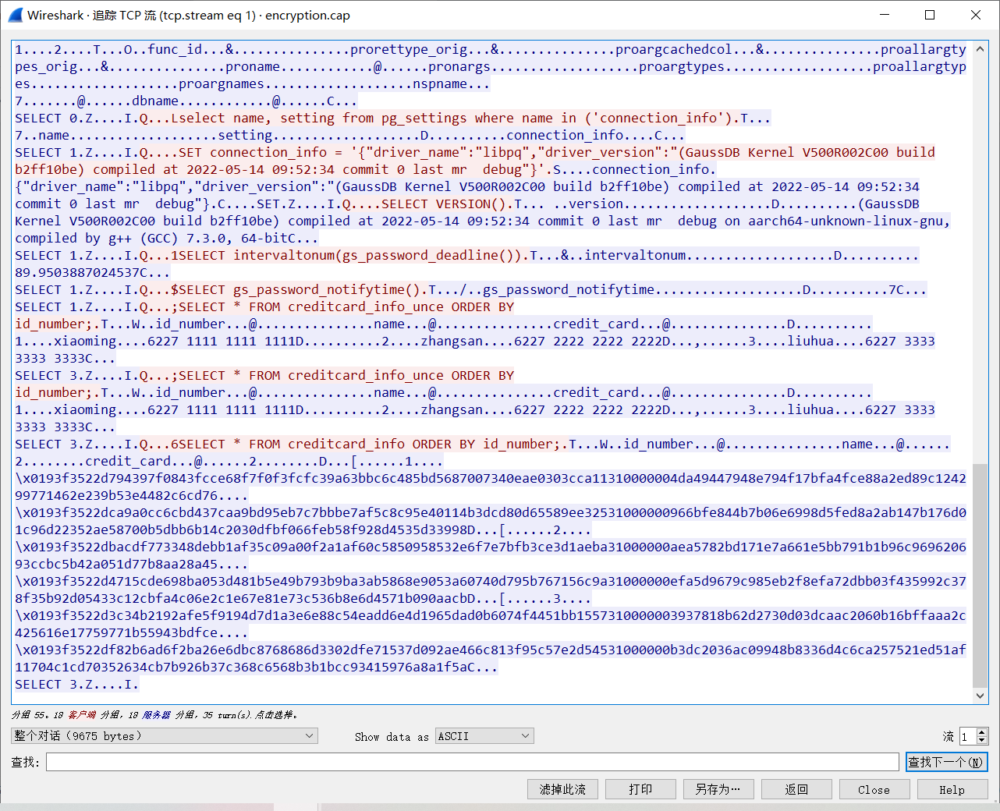 Wireshark · 追踪 TCP 流 (tcp.stream eq 1) · encryption.cap
1....2....T...O..func_id...&...............prorettype_orig...&...............proargcachedcol...&...............proallargty
pes_orig...&...............proname............@......pronargs...................proargtypes...................proallargtyp
es...................proargnames...................nspname...
7.......@......dbname............@......C...
SELECT 0.Z....I.Q...Lselect name, setting from pg_settings where name in ('connection_info').T...
7..name...................setting...................D..........connection_info....C...
SELECT 1.Z....I.Q....SET connection_info = '{"driver_name":"libpq","driver_version":"(GaussDB Kernel V500R002C00 build
b2ff10be) compiled at 2022-05-14 09:52:34 commit 0 last mr  debug"}'.S....connection_info.
{"driver_name":"libpq","driver_version":"(GaussDB Kernel V500R002C00 build b2ff10be) compiled at 2022-05-14 09:52:34
commit 0 last mr  debug"}.C....SET.Z....I.Q....SELECT VERSION().T... ..version...................D..........(GaussDB
Kernel V500R002C00 build b2ff10be) compiled at 2022-05-14 09:52:34 commit 0 last mr  debug on aarch64-unknown-linux-gnu,
compiled by g++ (GCC) 7.3.0, 64-bitC...
SELECT 1.Z....I.Q...1SELECT intervaltonum(gs_password_deadline()).T...&..intervaltonum...................D..........
89.9503887024537C...
SELECT 1.Z....I.Q...$SELECT gs_password_notifytime().T.../..gs_password_notifytime...................D..........7C...
SELECT 1.Z....I.Q...;SELECT * FROM creditcard_info_unce ORDER BY
id_number;.T...W..id_number...@...............name...@...............credit_card...@...............D..........
1....xiaoming....6227 1111 1111 1111D..........2....zhangsan....6227 2222 2222 2222D...,......3....liuhua....6227 3333
3333 3333C...
SELECT 3.Z....I.Q...;SELECT * FROM creditcard_info_unce ORDER BY
id_number;.T...W..id_number...@...............name...@...............credit_card...@...............D..........
1....xiaoming....6227 1111 1111 1111D..........2....zhangsan....6227 2222 2222 2222D...,......3....liuhua....6227 3333
3333 3333C...
SELECT 3.Z....I.Q...6SELECT * FROM creditcard_info ORDER BY id_number;.T...W..id_number...@...............name...@......
2........credit_card...@......2........D...[......1....
\x0193f3522d794397f0843fcce68f7f0f3fcfc39a63bbc6c485bd5687007340eae0303cca11310000004da49447948e794f17bfa4fce88a2ed89c124
299771462e239b53e4482c6cd76....
\x0193f3522dca9a0cc6cbd437caa9bd95eb7c7bbbe7af5c8c95e40114b3dcd80d65589ee32531000000966bfe844b7b06e6998d5fed8a2ab147b176d0
1c96d22352ae58700b5dbb6b14c2030dfbf066feb58f928d4535d33998D...[......2....
\x0193f3522dbacdf773348debb1af35c09a00f2a1af60c5850958532e6f7e7bfb3ce3d1aeba31000000aea5782bd171e7a661e5bb791b1b96c9696206
93ccbc5b42a051d77b8aa28a45....
\x0193f3522d4715cde698ba053d481b5e49b793b9ba3ab5868e9053a60740d795b767156c9a31000000efa5d9679c985eb2f8efa72dbb03f435992c37
8f35b92d05433c12cbfa4c06e2c1e67e81e73c536b8e6d4571b090aacbD...[......3....
\x0193f3522d3c34b2192afe5f9194d7d1a3e6e88c54eadd6e4d1965dad0b6074f4451bb1557310000003937818b62d2730d03dcaac2060b16bffaaa2c
425616e17759771b55943bdfce....
\x0193f3522df82b6ad6f2ba26e6dbc8768686d3302dfe71537d092ae466c813f95c57e2d54531000000b3dc2036ac09948b8336d4c6ca257521ed51af
11704c1cd70352634cb7b926b37c368c6568b3b1bcc93415976a8a1f5aC...
SELECT 3.Z....I.
分组 55。18 客户端 分组，18 服务器 分组，35 turn(s).点击选择。
整个对话（9675 bytes） Show data as ASCII 流 1
查找: 查找下一个(N)
滤掉此流 打印 另存为… 返回 Close Help